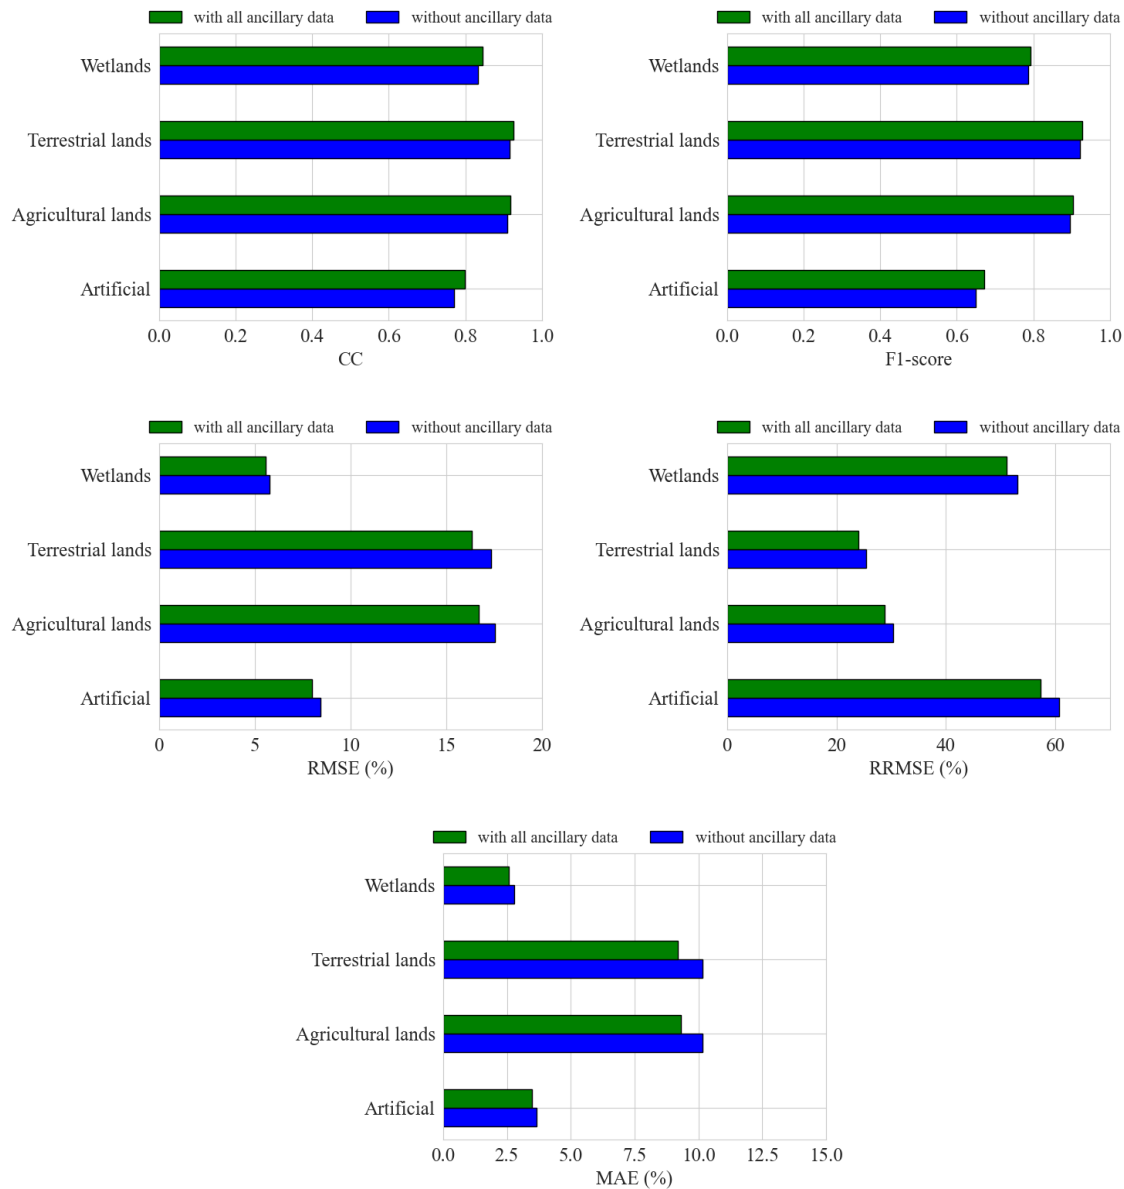 with all ancillary data without ancillary data
Wetlands
Terrestrial lands
Agricultural lands
Artificial
0.0 0.2 0.4 0.6 0.8 1.0
CC
with all ancillary data without ancillary data
Wetlands
Terrestrial lands
Agricultural lands
Artificial
0.0 0.2 0.4 0.6 0.8 1.0
F1-score
with all ancillary data without ancillary data
Wetlands
Terrestrial lands
Agricultural lands
Artificial
0 5 10 15 20
RMSE (%)
with all ancillary data without ancillary data
Wetlands
Terrestrial lands
Agricultural lands
Artificial
0 20 40 60
RRMSE (%)
with all ancillary data without ancillary data
Wetlands
Terrestrial lands
Agricultural lands
Artificial
0.0 2.5 5.0 7.5 10.0 12.5 15.0
MAE (%)